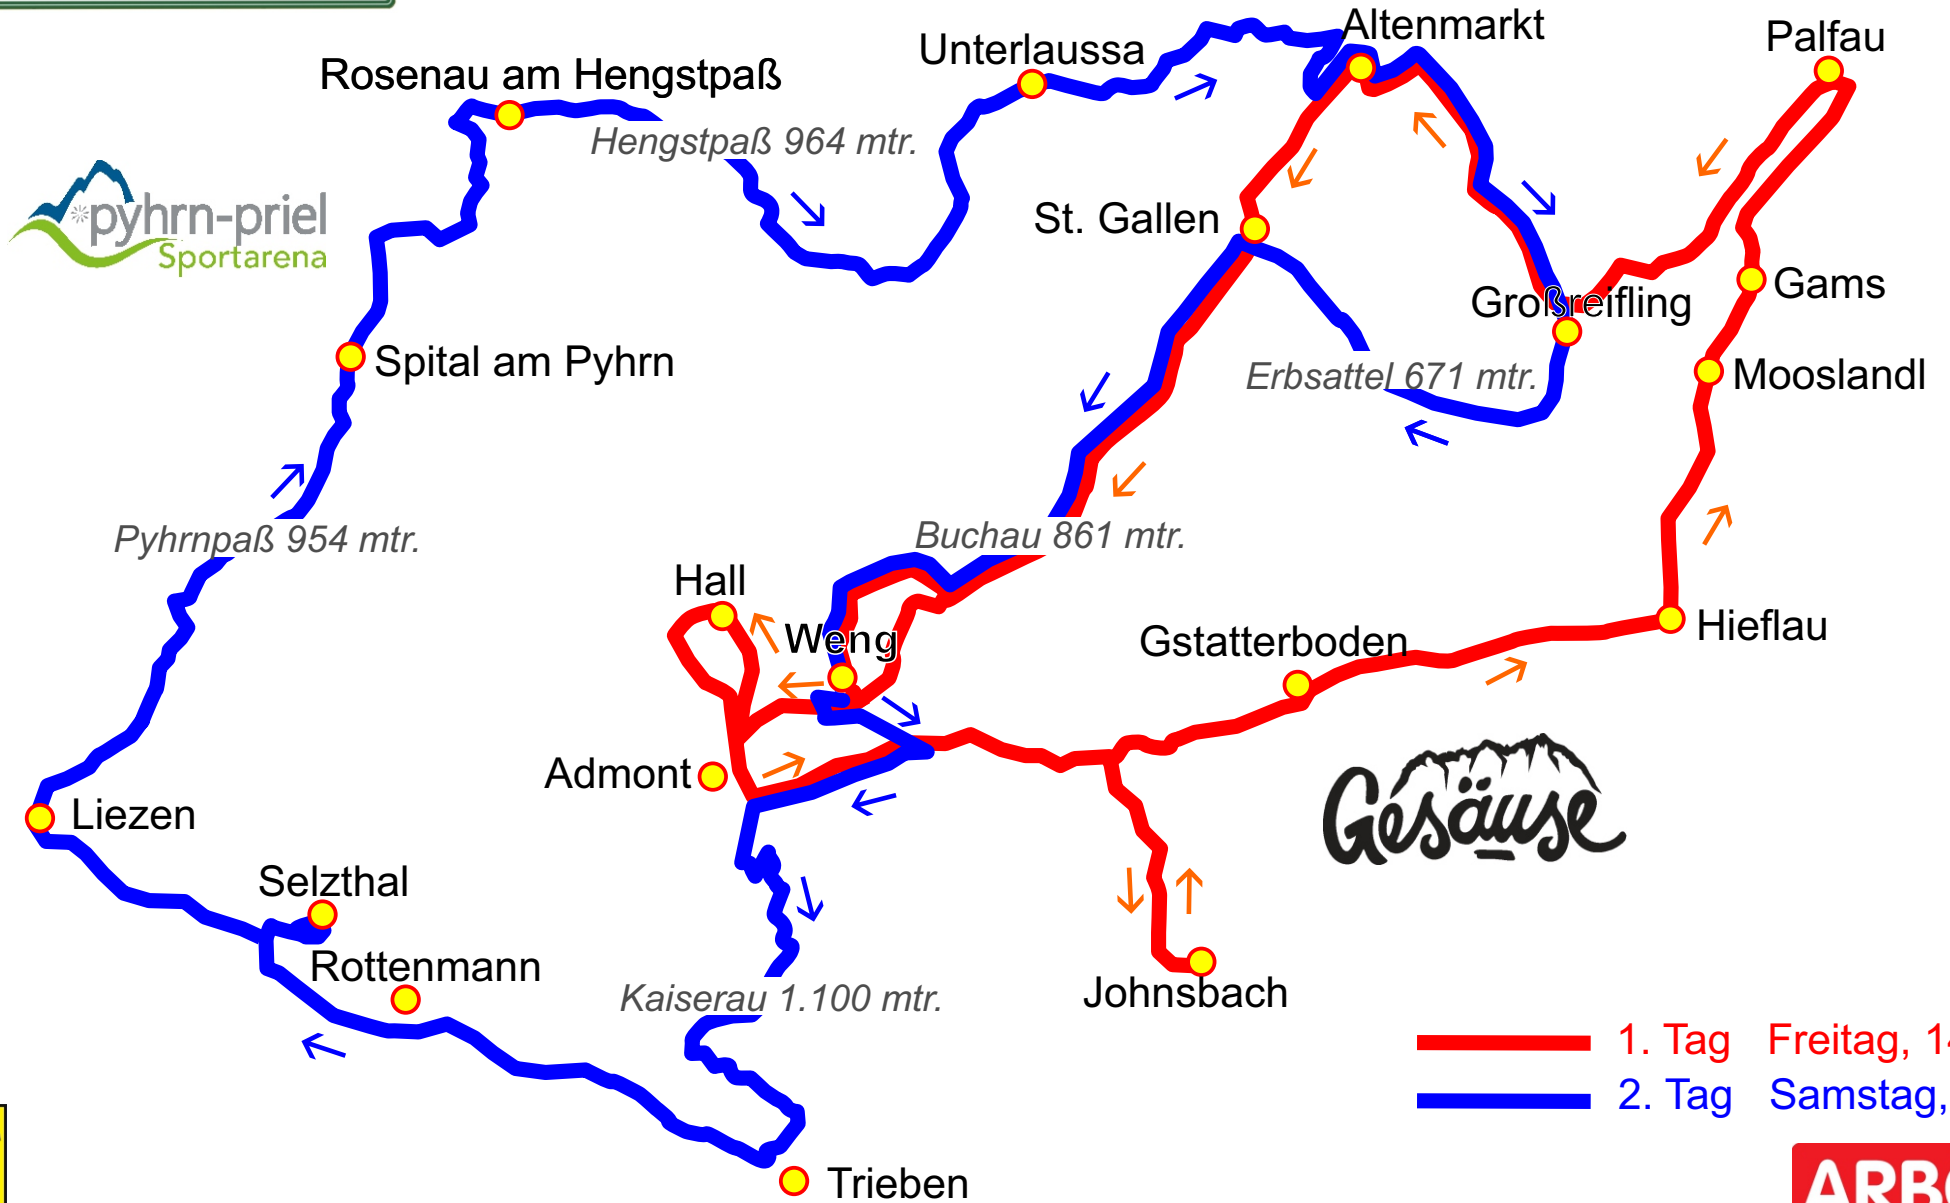 Altenmarkt
Palfau
Unterlaussa
Rosenau am Hengstpaß
Hengstpaß 964 mtr.
pyhrn-priel
Sportarena
St. Gallen
Gams
Großreifling
Spital am Pyhrn
Erbsattel 671 mtr.
Mooslandl
Pyhrnpaß 954 mtr.
Buchau 861 mtr.
Hall
Weng
Gstatterboden
Hieflau
Admont
Liezen
Gesäuse
Selzthal
Rottenmann
Kaiserau 1.100 mtr.
Johnsbach
1. Tag Freitag, 1
2. Tag Samstag,
Trieben
ARB